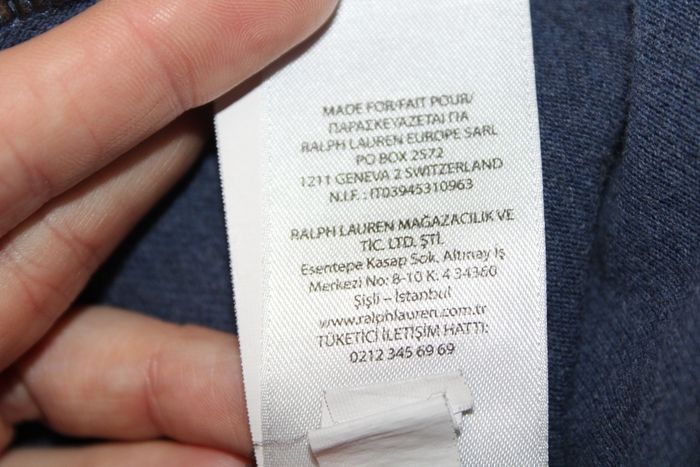 MADE FOR/FAIT POUR/
ΠΑΡΑΣΚΕΥΑΖΕΤΑΙ ΓΙΑ
RALPH LAUREN EUROPE SARL
PO BOX 2572
1211 GENEVA 2 SWITZERLAND
N.I.F.: IT03945310963
RALPH LAUREN MAĞAZACILIK VE
TİC. LTD. ŞTİ.
Esentepe Kasap Sok. Altınay İş
Merkezi No: 8-10 K: 4 34360
Şişli – İstanbul
www.ralphlauren.com.tr
TÜKETİCİ İLETİŞİM HATTI:
0212 345 69 69